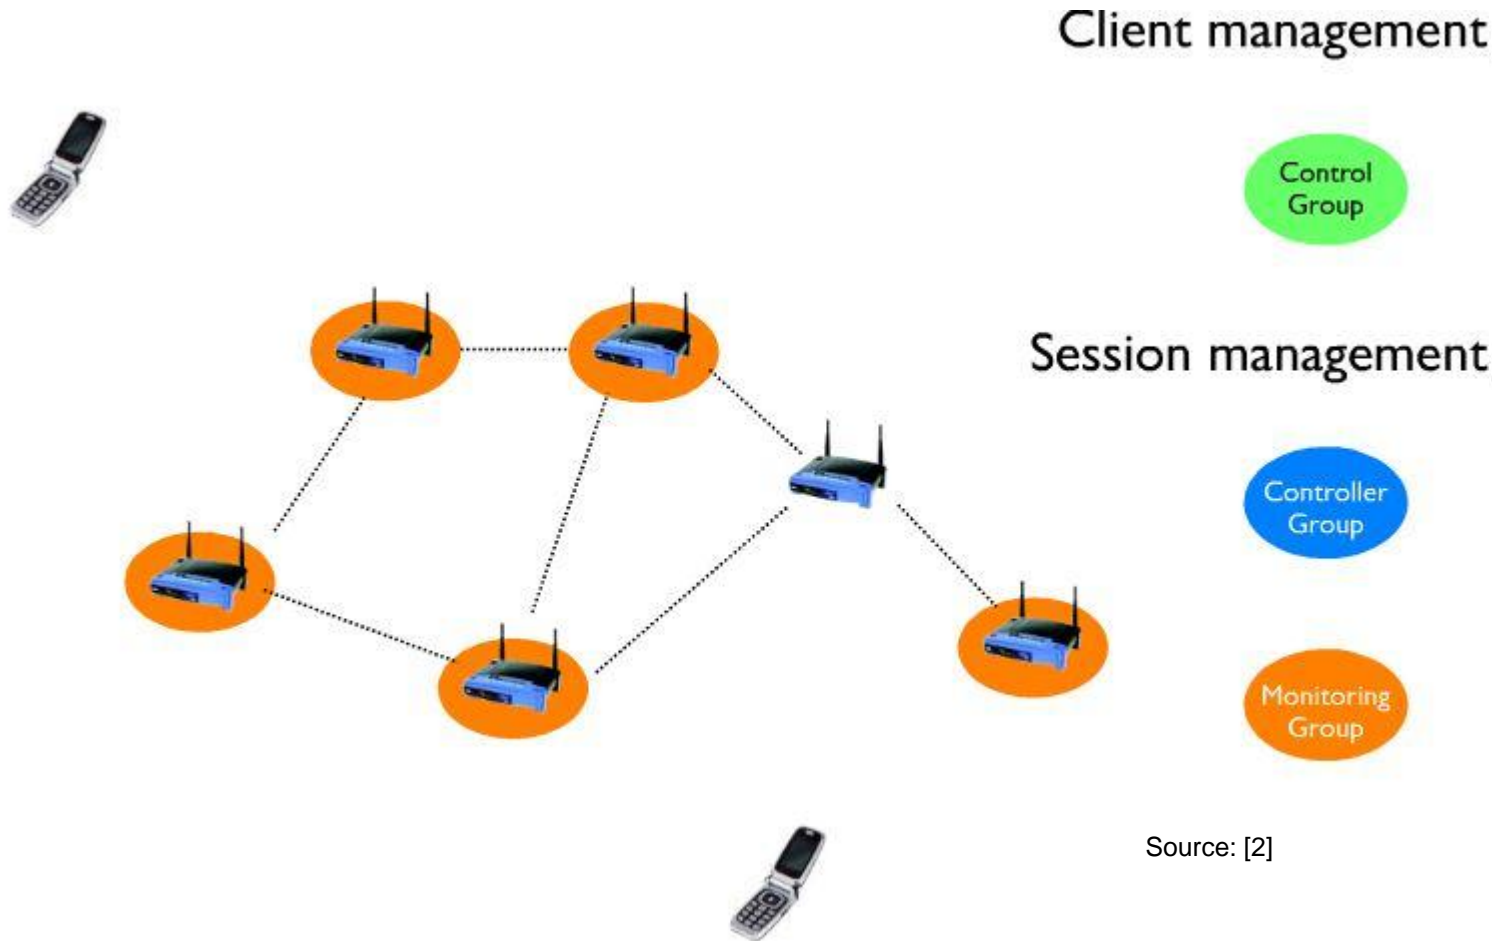 Client management
Control
Group
Session management
Controller
Group
Monitoring
Group
Source: [2]